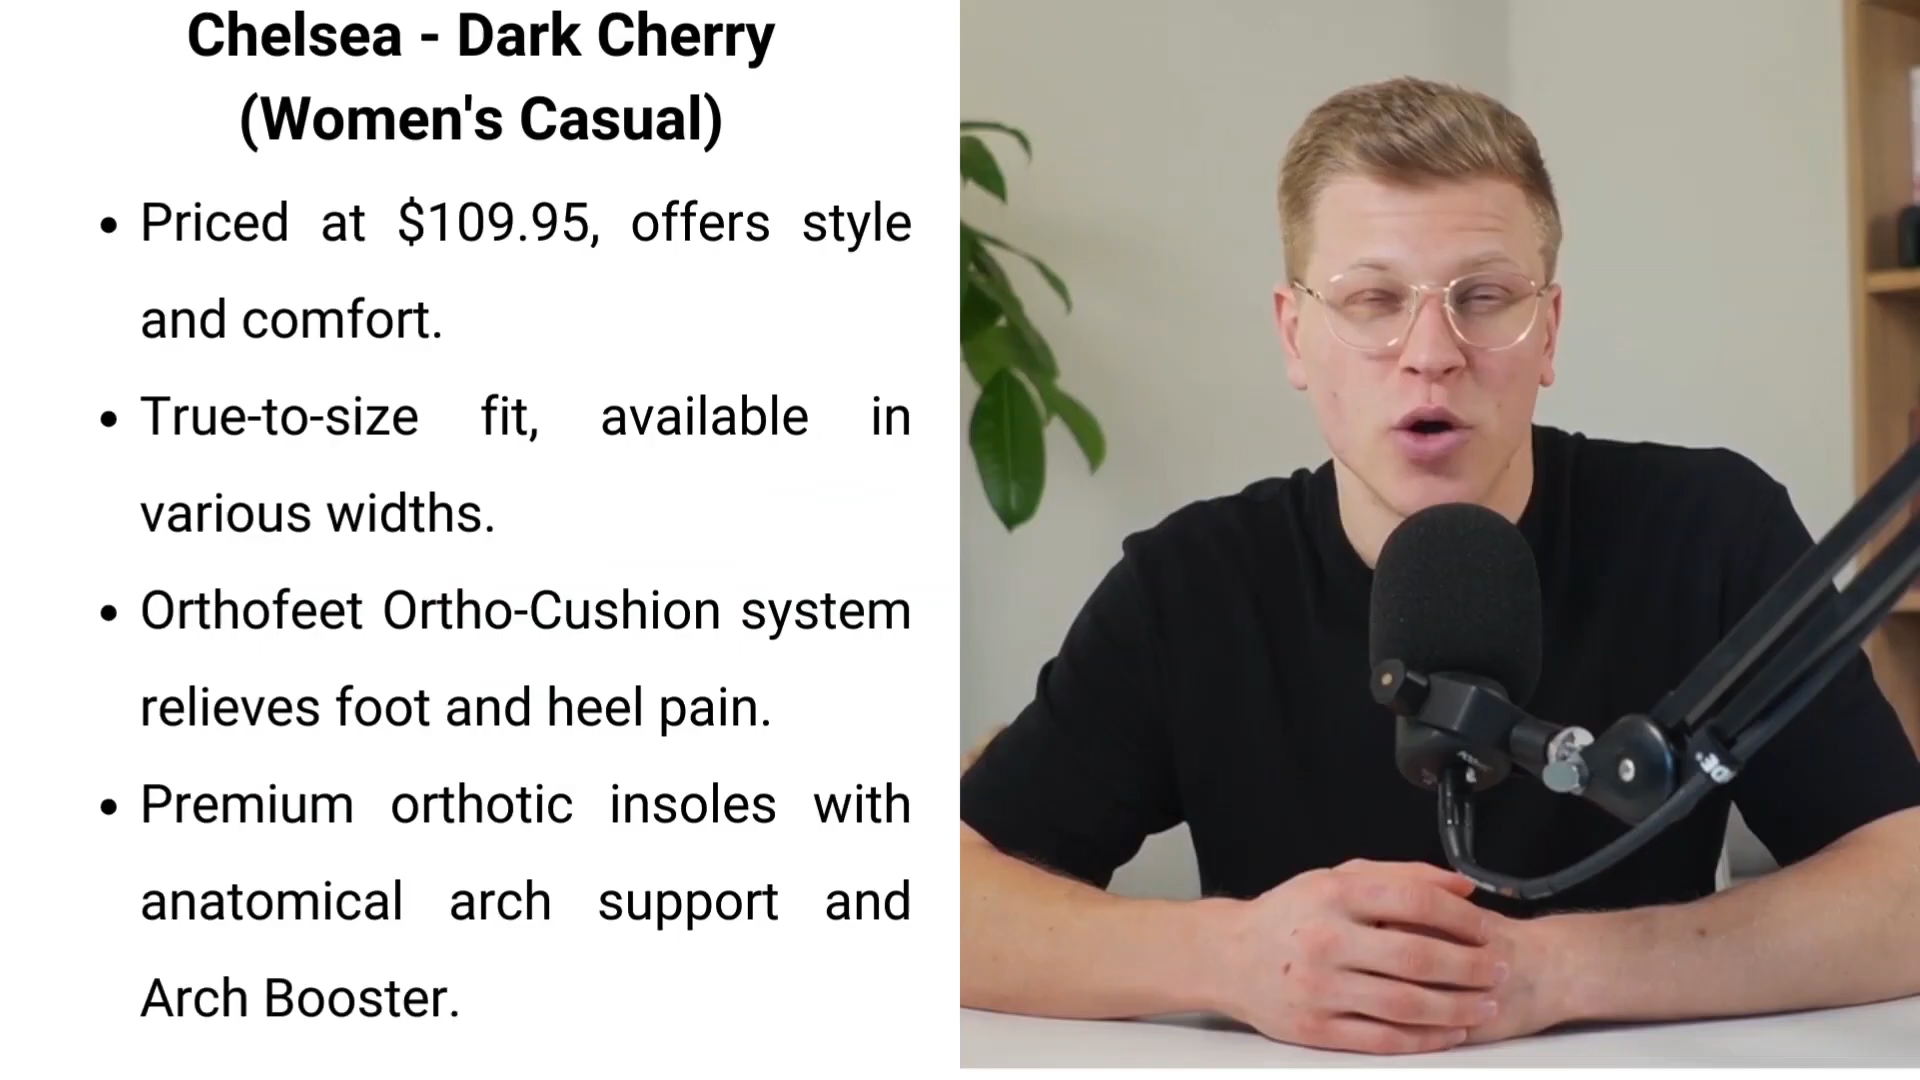 Chelsea - Dark Cherry
(Women's Casual)
• Priced at $109.95, offers style
and comfort.
• True-to-size fit, available in
various widths.
• Orthofeet Ortho-Cushion system
relieves foot and heel pain.
• Premium orthotic insoles with
anatomical arch support and
Arch Booster.